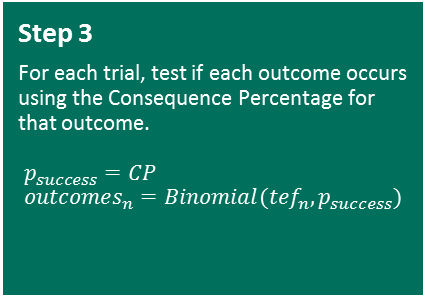 Step 3
For each trial, test if each outcome occurs
using the Consequence Percentage for
that outcome.
p_success = CP
outcomes_n = Binomial(tef_n, p_success)